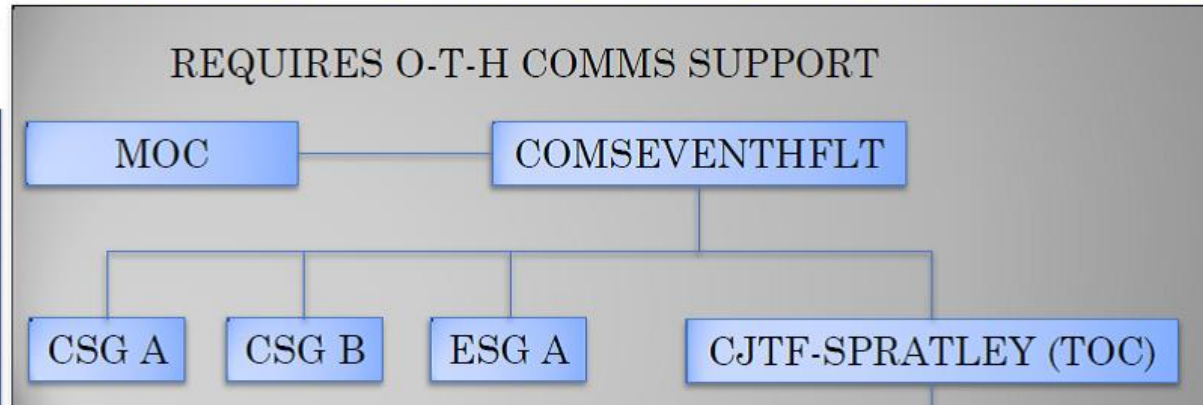 REQUIRES O-T-H COMMS SUPPORT
MOC
COMSEVENTHFLT
CSG A
CSG B
ESG A
CJTF-SPRATLEY (TOC)